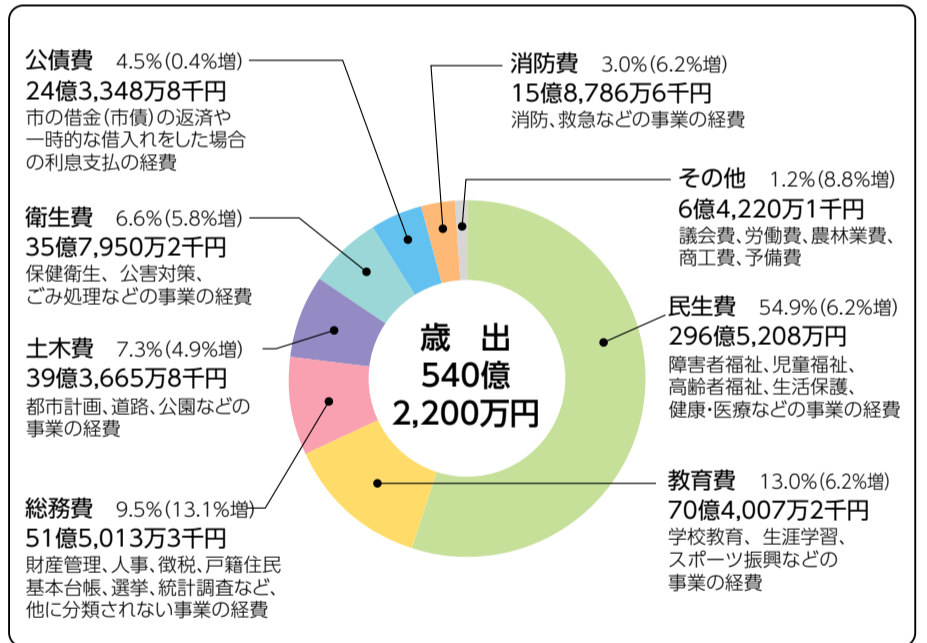 公債費 4.5%(0.4%増)
24億3,348万8千円
市の借金(市債)の返済や
一時的な借入れをした場合
の利息支払の経費
衛生費 6.6%(5.8%増)
35億7,950万2千円
保健衛生、公害対策、
ごみ処理などの事業の経費
土木費 7.3%(4.9%増)
39億3,665万8千円
都市計画、道路、公園などの
事業の経費
総務費 9.5%(13.1%増)
51億5,013万3千円
財産管理、人事、徴税、戸籍住民
基本台帳、選挙、統計調査など、
他に分類されない事業の経費
歳 出
540億
2,200万円
消防費 3.0%(6.2%増)
15億8,786万6千円
消防、救急などの事業の経費
その他 1.2%(8.8%増)
6億4,220万1千円
議会費、労働費、農林業費、
商工費、予備費
民生費 54.9%(6.2%増)
296億5,208万円
障害者福祉、児童福祉、
高齢者福祉、生活保護、
健康・医療などの事業の経費
教育費 13.0%(6.2%増)
70億4,007万2千円
学校教育、生涯学習、
スポーツ振興などの
事業の経費